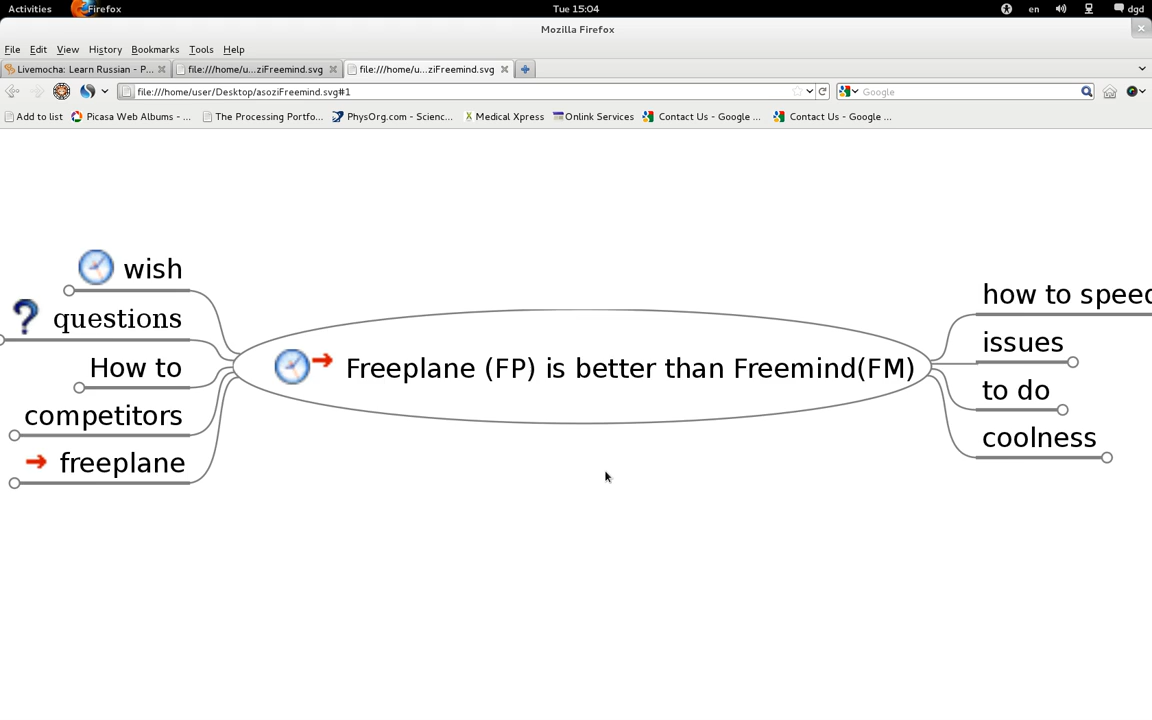 Activities Firefox Tue 15:04 en dgd
Mozilla Firefox
File Edit View History Bookmarks Tools Help
Livemocha: Learn Russian - P... file:///home/u...ziFreemind.svg file:///home/u...ziFreemind.svg
file:///home/user/Desktop/asoziFreemind.svg#1 Google
Add to list Picasa Web Albums - ... The Processing Portfo... PhysOrg.com - Scienc... Medical Xpress Onlink Services Contact Us - Google ... Contact Us - Google ...
wish
questions
How to
competitors
freeplane
Freeplane (FP) is better than Freemind(FM)
how to speed
issues
to do
coolness